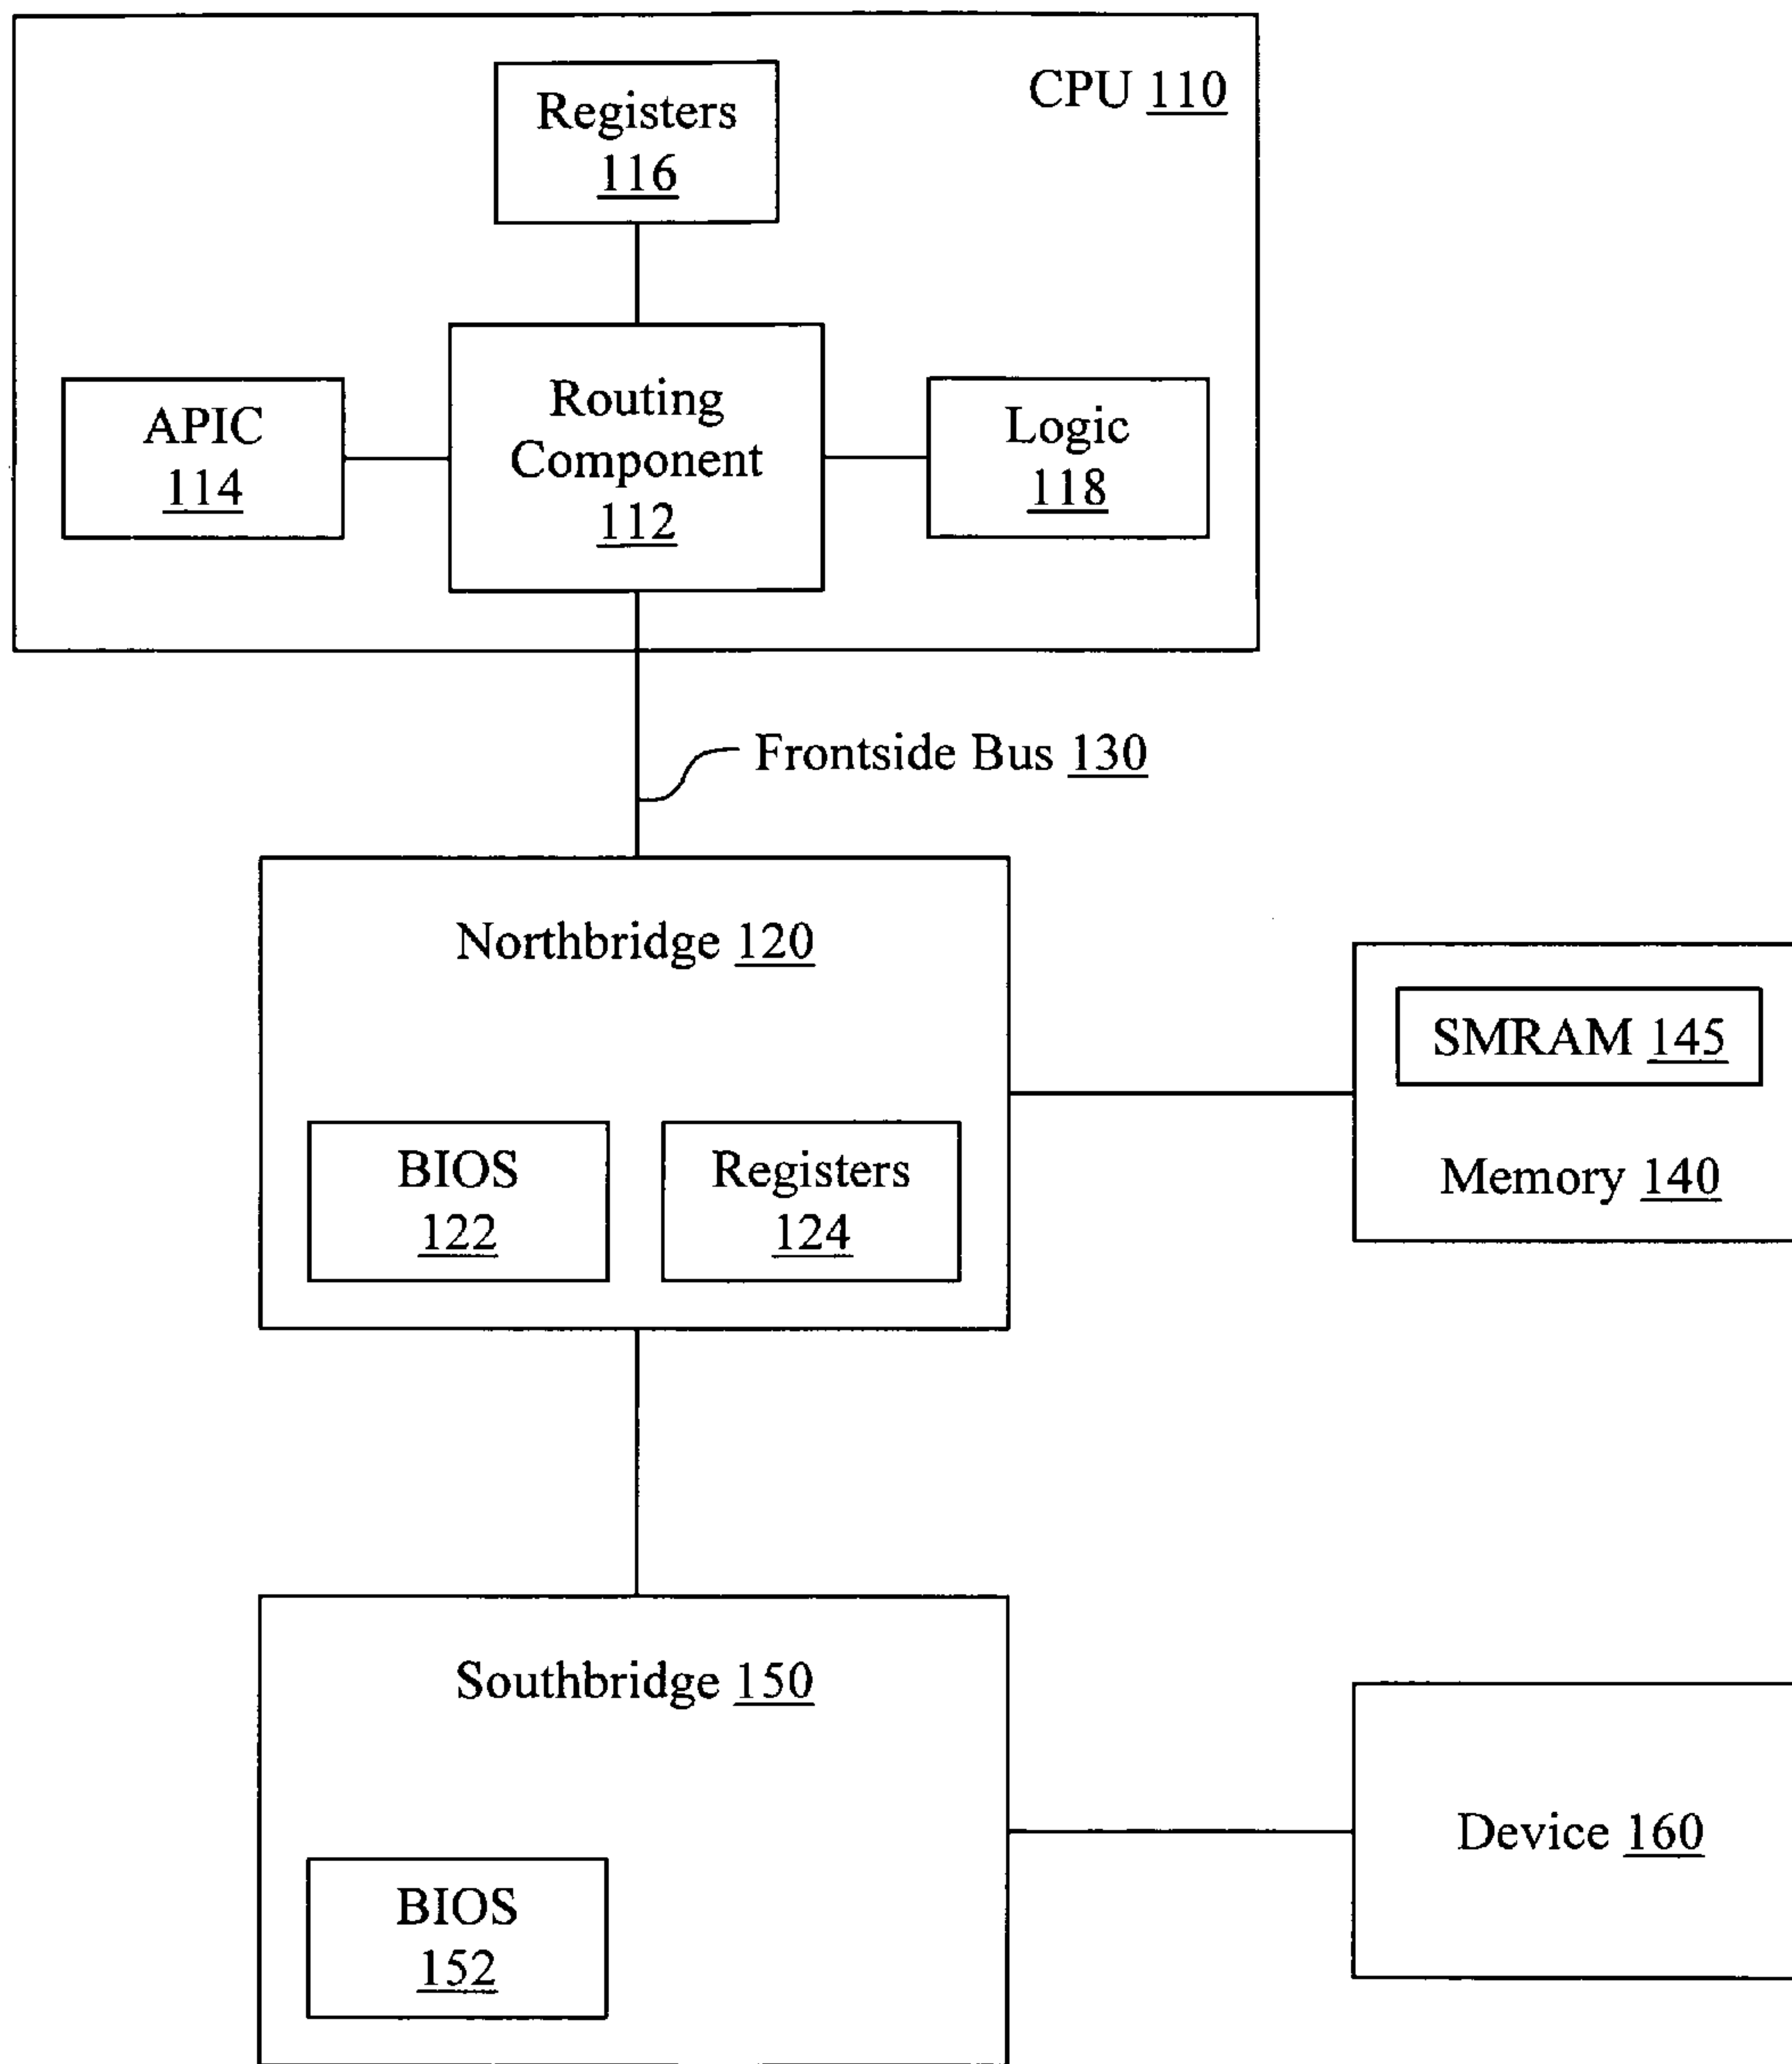 CPU 110
Registers
116
APIC
114
Routing
Component
112
Logic
118
Frontside Bus 130
Northbridge 120
BIOS
122
Registers
124
SMRAM 145
Memory 140
Southbridge 150
BIOS
152
Device 160